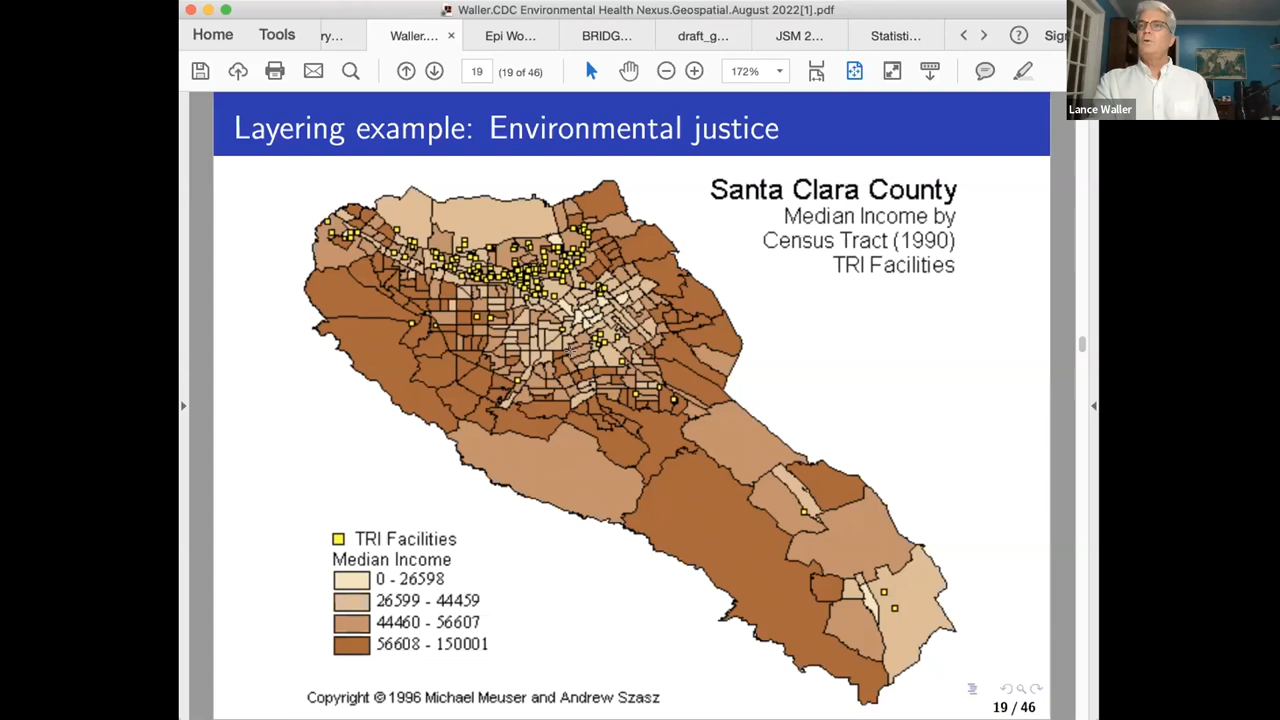 Waller.CDC Environmental Health Nexus.Geospatial.August 2022[1].pdf
Home Tools ry... Waller.... × Epi Wo... BRIDG... draft_g... JSM 2... Statisti... Sign
19 (19 of 46) 172%
Lance Waller
Layering example: Environmental justice
Santa Clara County
Median Income by
Census Tract (1990)
TRI Facilities
TRI Facilities
Median Income
0 - 26598
26599 - 44459
44460 - 56607
56608 - 150001
Copyright © 1996 Michael Meuser and Andrew Szasz
19 / 46